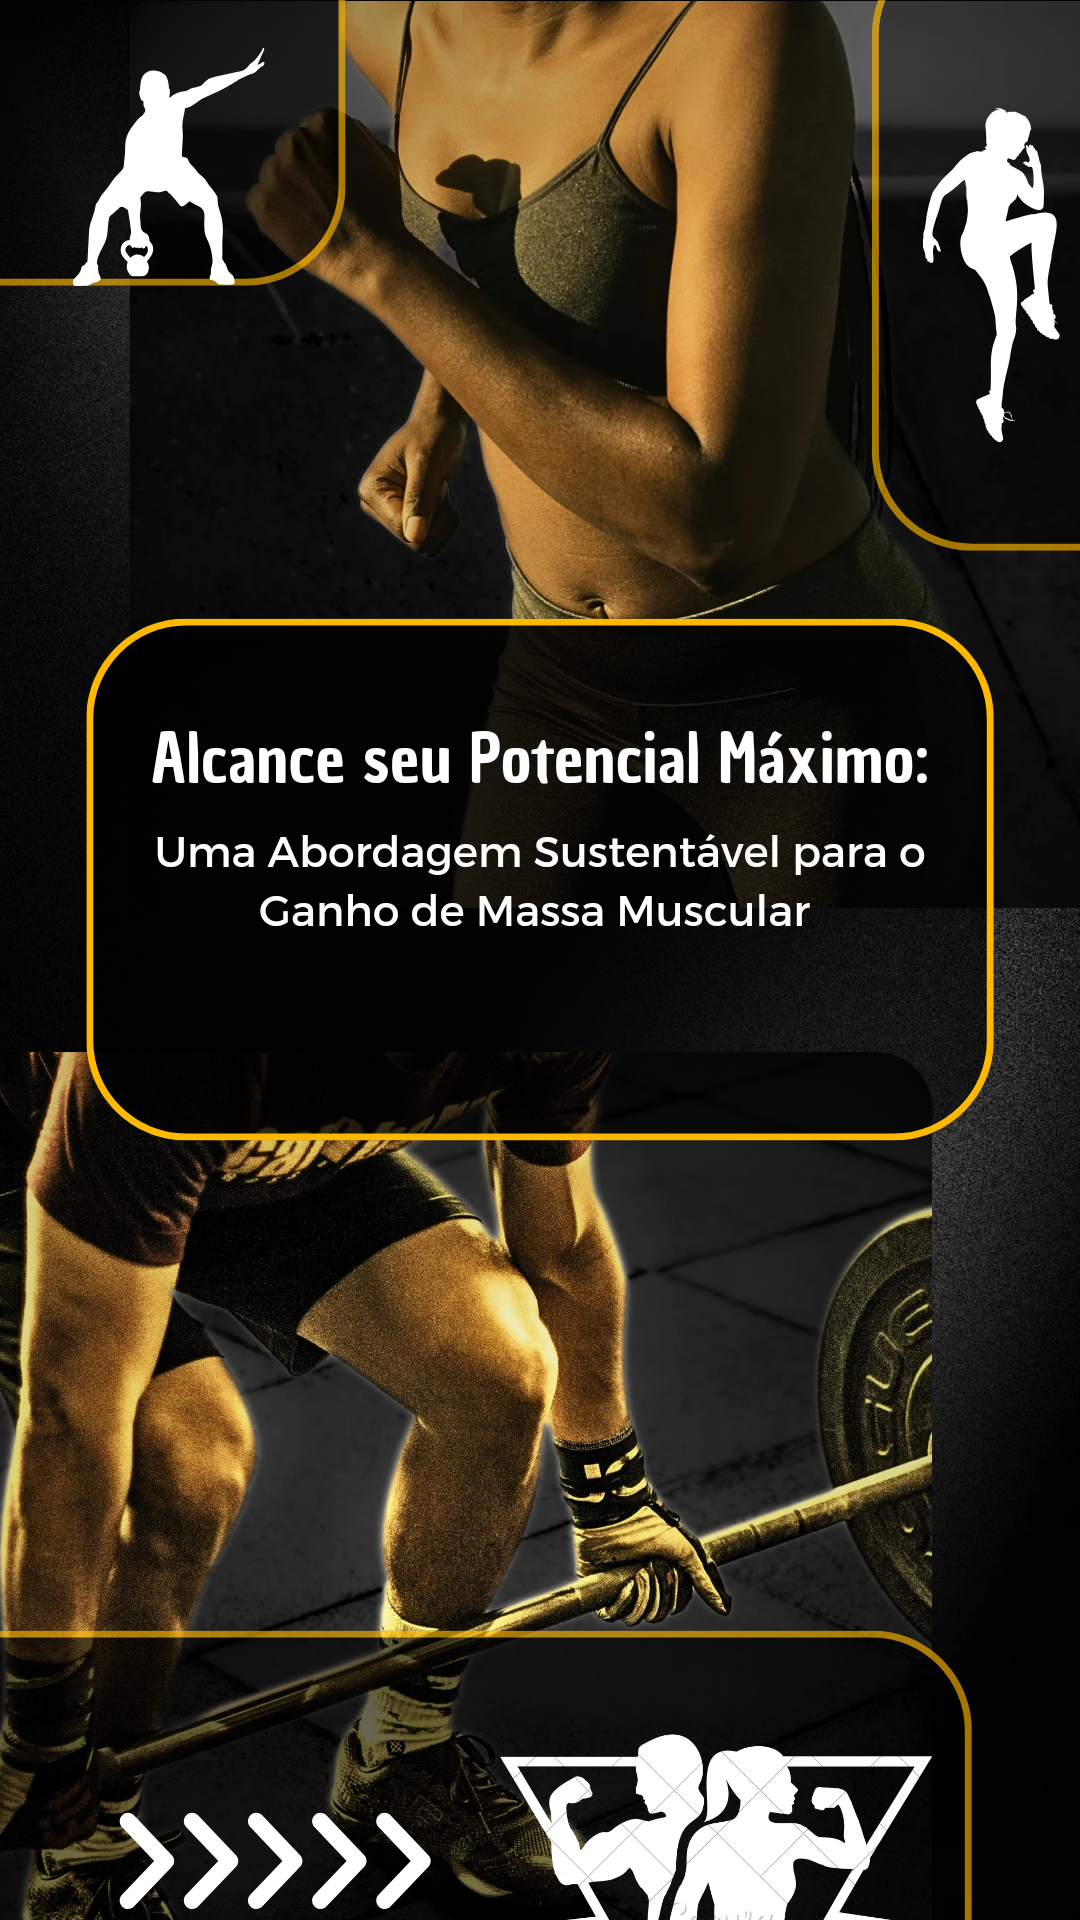 Alcance seu Potencial Máximo:
Uma Abordagem Sustentável para o
Ganho de Massa Muscular